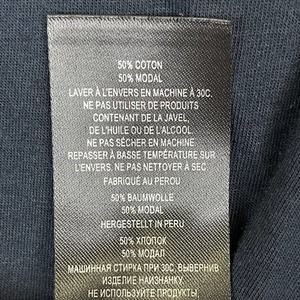 50% COTON
50% MODAL
LAVER À L'ENVERS EN MACHINE À 30C.
NE PAS UTILISER DE PRODUITS
CONTENANT DE LA JAVEL,
DE L'HUILE OU DE L'ALCOOL.
NE PAS SÉCHER EN MACHINE
REPASSER À BASSE TEMPÉRATURE SUR
L'ENVERS. NE PAS NETTOYER À SEC
FABRIQUÉ AU PEROU
50% BAUMWOLLE
50% MODAL
HERGESTELLT IN PERU
50% ХЛОПОК
50% МОДАЛ
МАШИННАЯ СТИРКА ПРИ 30С, ВЫВЕРНИВ
ИЗДЕЛИЕ НАИЗНАНКУ
НЕ ИСПОЛЬЗОВАТЬ ПРОДУКТЫ